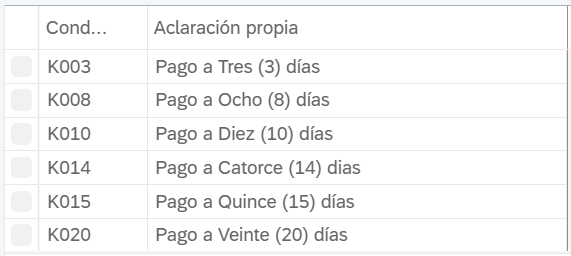 Cond... Aclaración propia
K003 Pago a Tres (3) días
K008 Pago a Ocho (8) días
K010 Pago a Diez (10) días
K014 Pago a Catorce (14) dias
K015 Pago a Quince (15) días
K020 Pago a Veinte (20) días